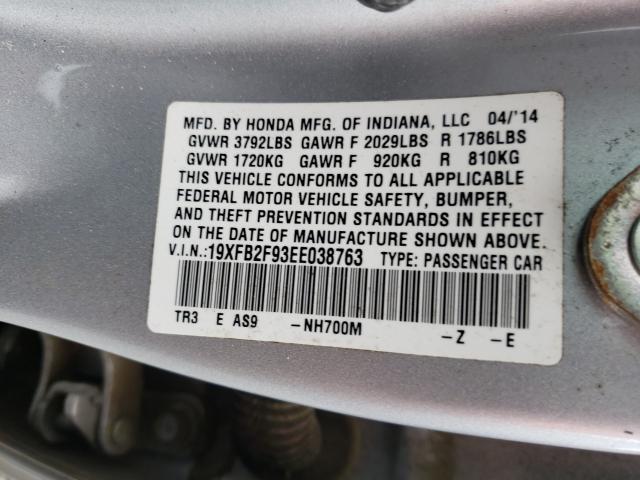 MFD. BY HONDA MFG. OF INDIANA, LLC 04/'14
GVWR 3792LBS GAWR F 2029LBS R 1786LBS
GVWR 1720KG GAWR F 920KG R 810KG
THIS VEHICLE CONFORMS TO ALL APPLICABLE
FEDERAL MOTOR VEHICLE SAFETY, BUMPER,
AND THEFT PREVENTION STANDARDS IN EFFECT
ON THE DATE OF MANUFACTURE SHOWN ABOVE.
V.I.N.: 19XFB2F93EE038763 TYPE: PASSENGER CAR
TR3 E AS9 -NH700M -Z -E